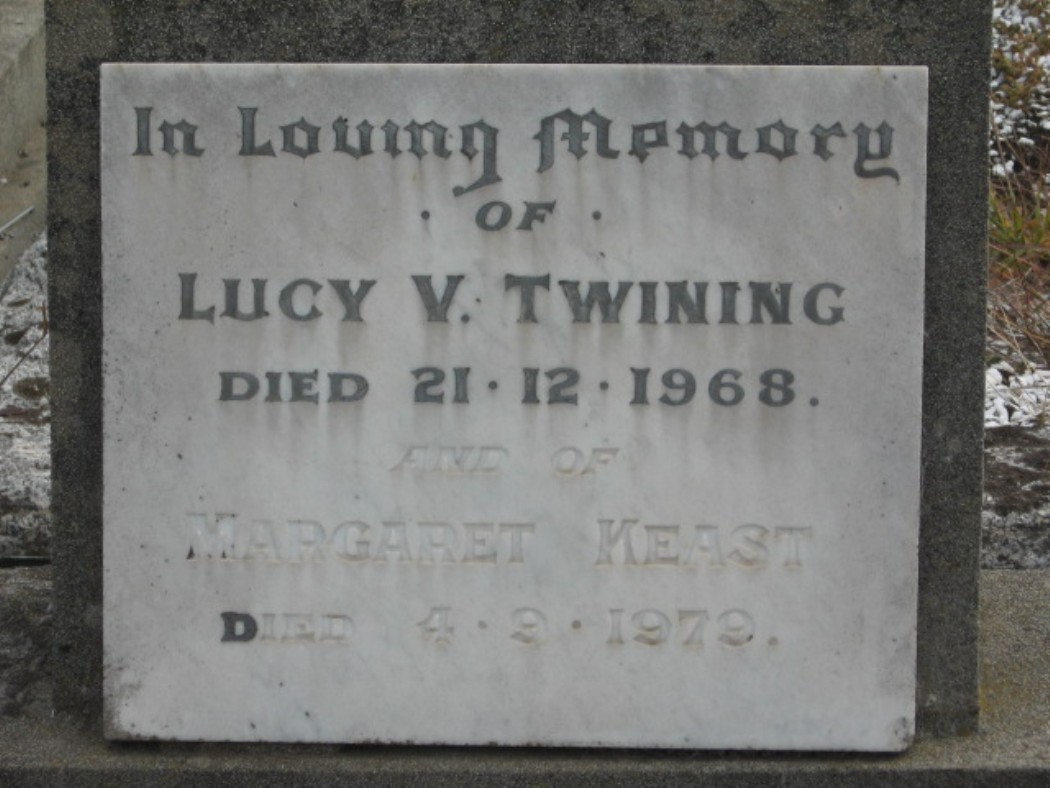 In Loving Memory
· OF ·
LUCY V. TWINING
DIED 21·12·1968.
AND OF
MARGARET KEAST
DIED 4·9·1979.